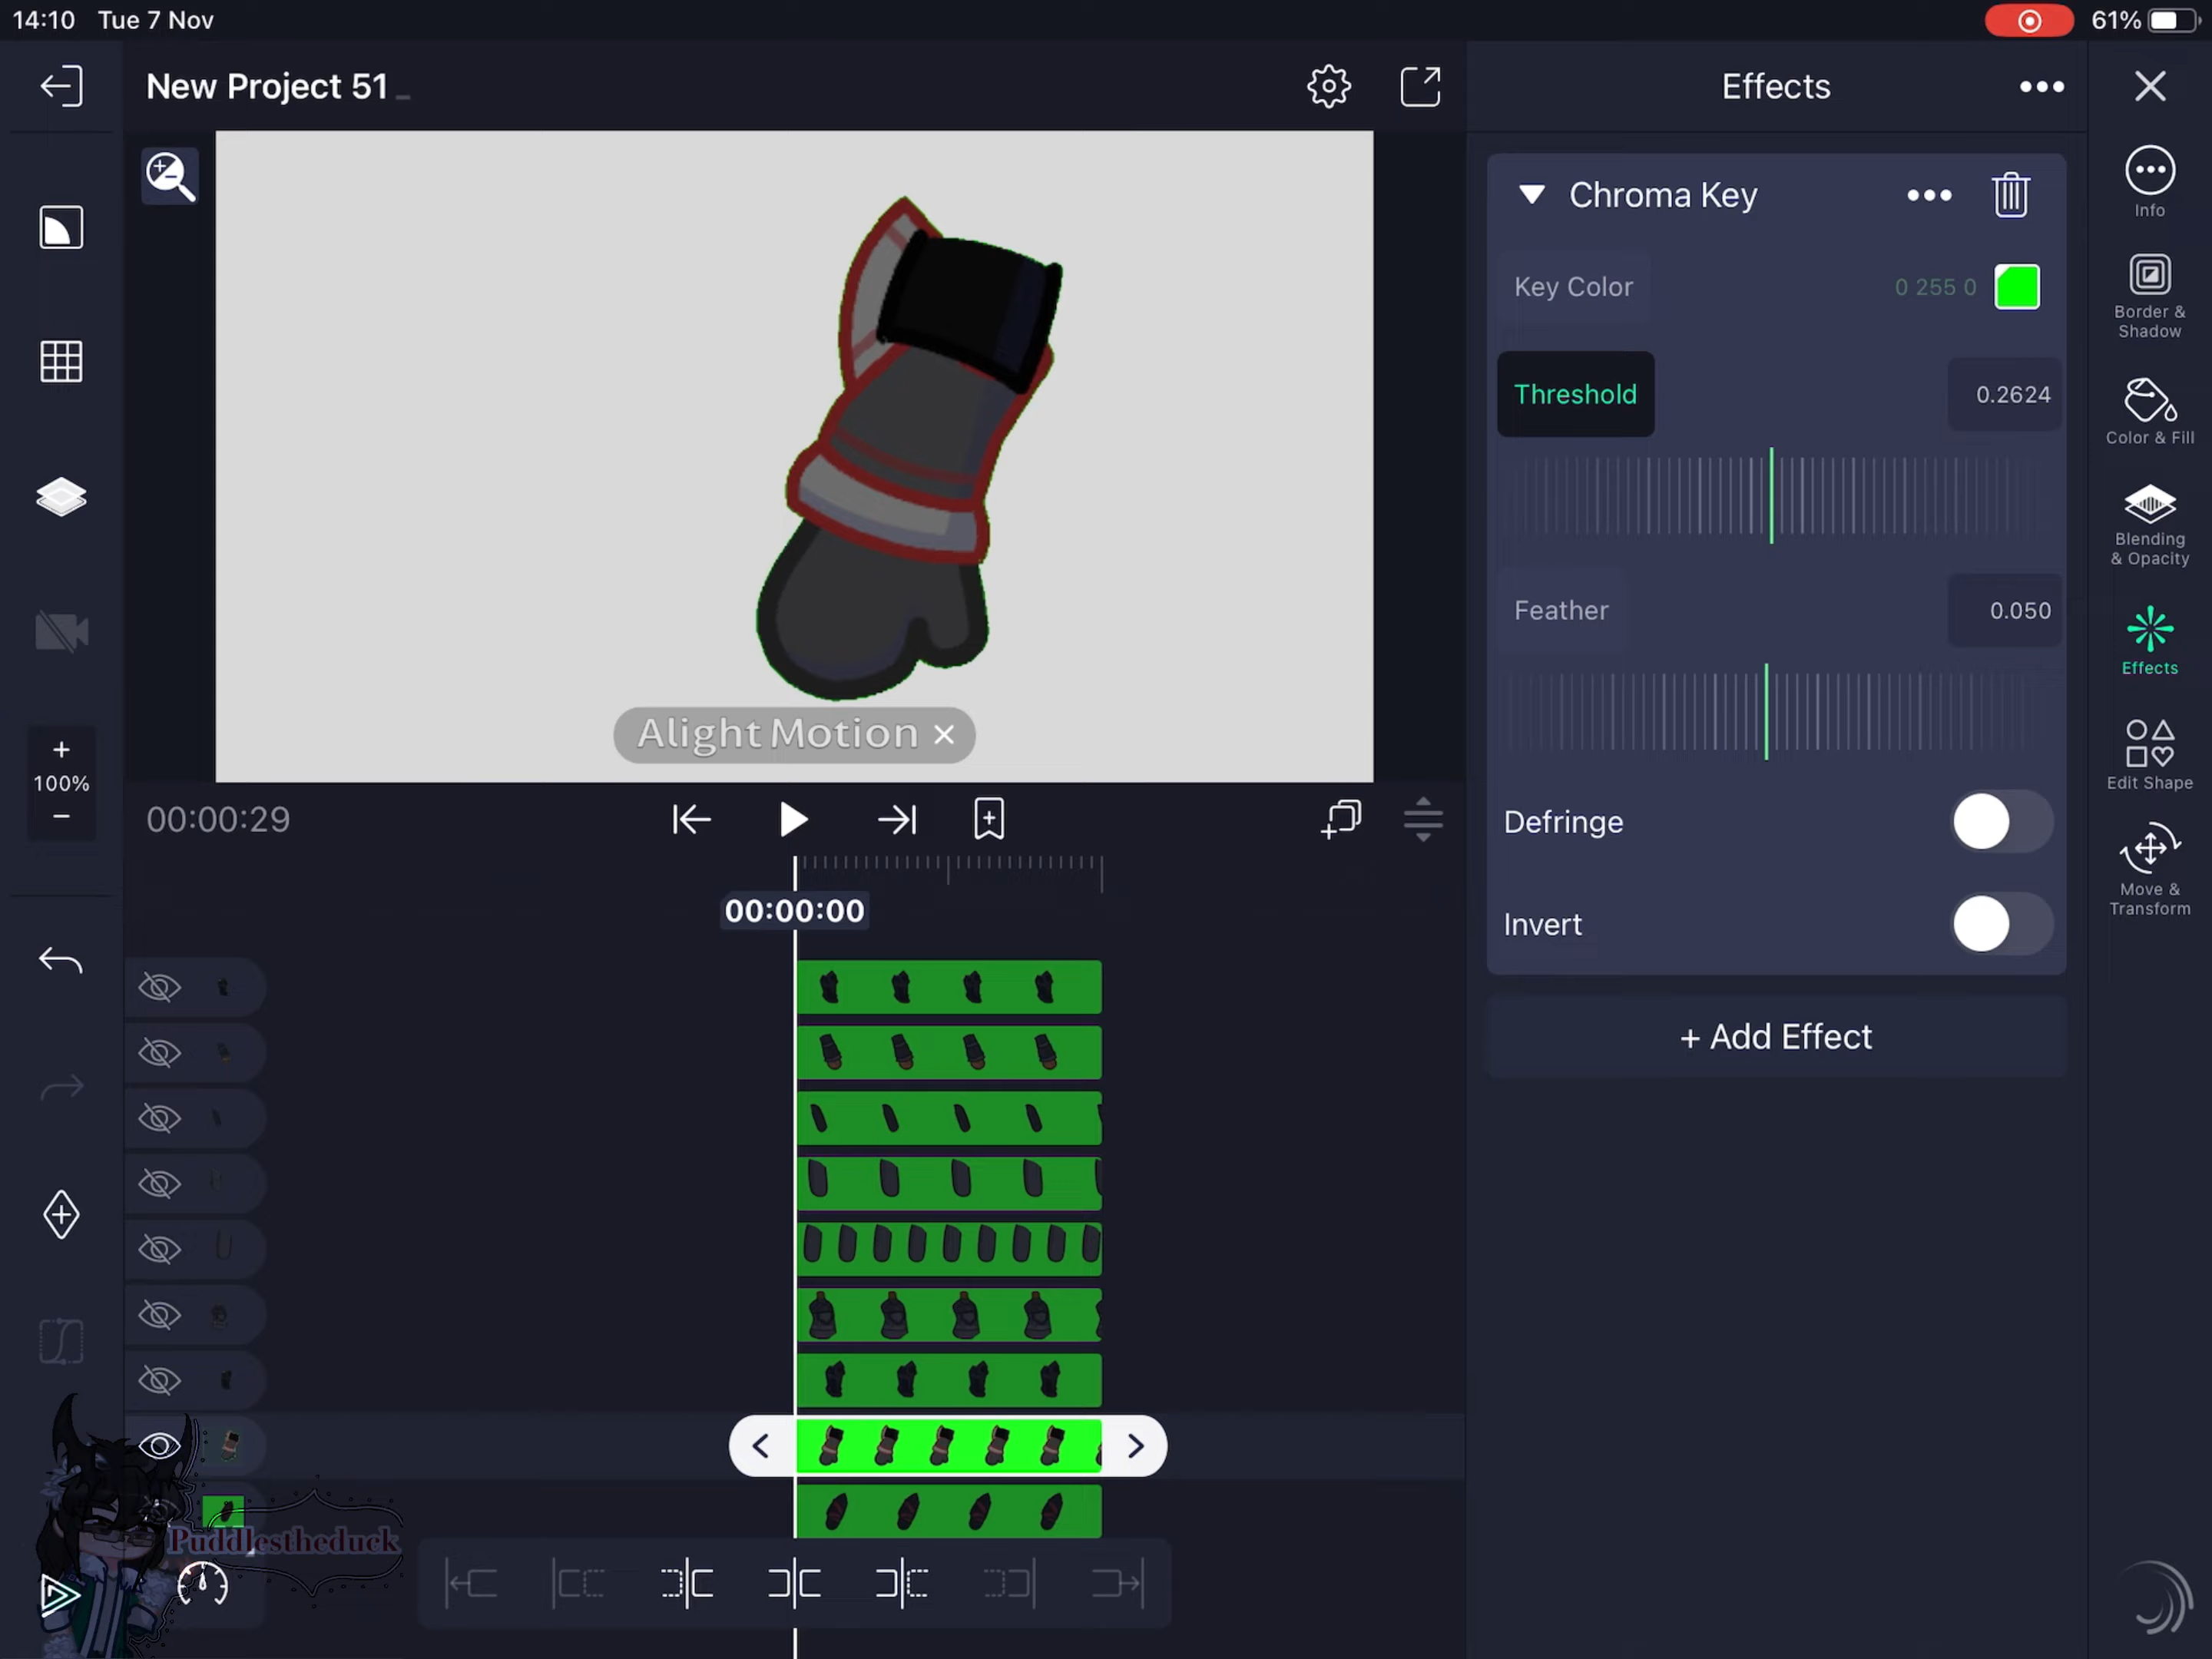 14:10 Tue 7 Nov
61%
New Project 51
Effects
Chroma Key
Key Color 0 255 0
Threshold 0.2624
Feather 0.050
Defringe
Invert
+ Add Effect
Info
Border &
Shadow
Color & Fill
Blending
& Opacity
Effects
Edit Shape
Move &
Transform
Alight Motion ×
+
100%
−
00:00:29
00:00:00
Puddlestheduck